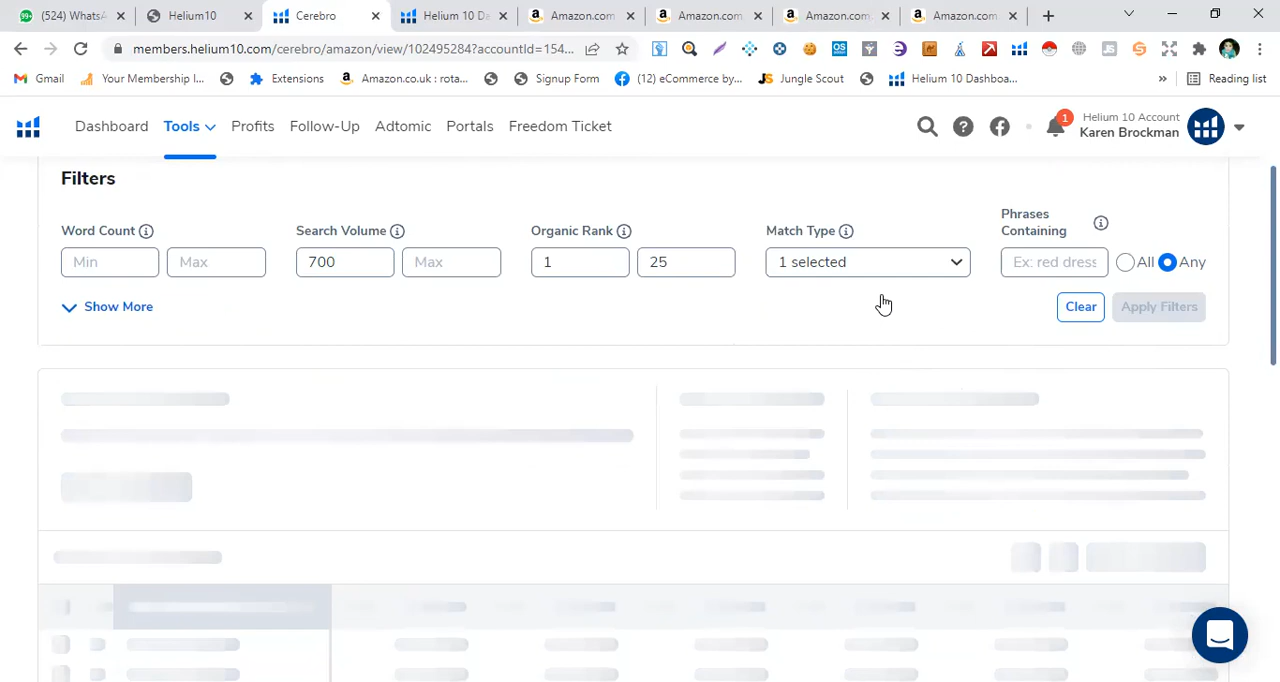 (524) WhatsA
Helium10
Cerebro
Helium 10 Da
Amazon.com
Amazon.com
Amazon.com
Amazon.com
members.helium10.com/cerebro/amazon/view/102495284?accountId=154...
Gmail
Your Membership I...
Extensions
Amazon.co.uk : rota...
Signup Form
(12) eCommerce by...
Jungle Scout
Helium 10 Dashboa...
»
Reading list
Tools
Dashboard
Profits
Follow-Up
Adtomic
Portals
Freedom Ticket
1
Helium 10 Account
Karen Brockman
Filters
Word Count
Search Volume
Organic Rank
Match Type
Phrases
Containing
Min
Max
700
Max
1
25
1 selected
Ex: red dress
All
Any
Show More
Clear
Apply Filters